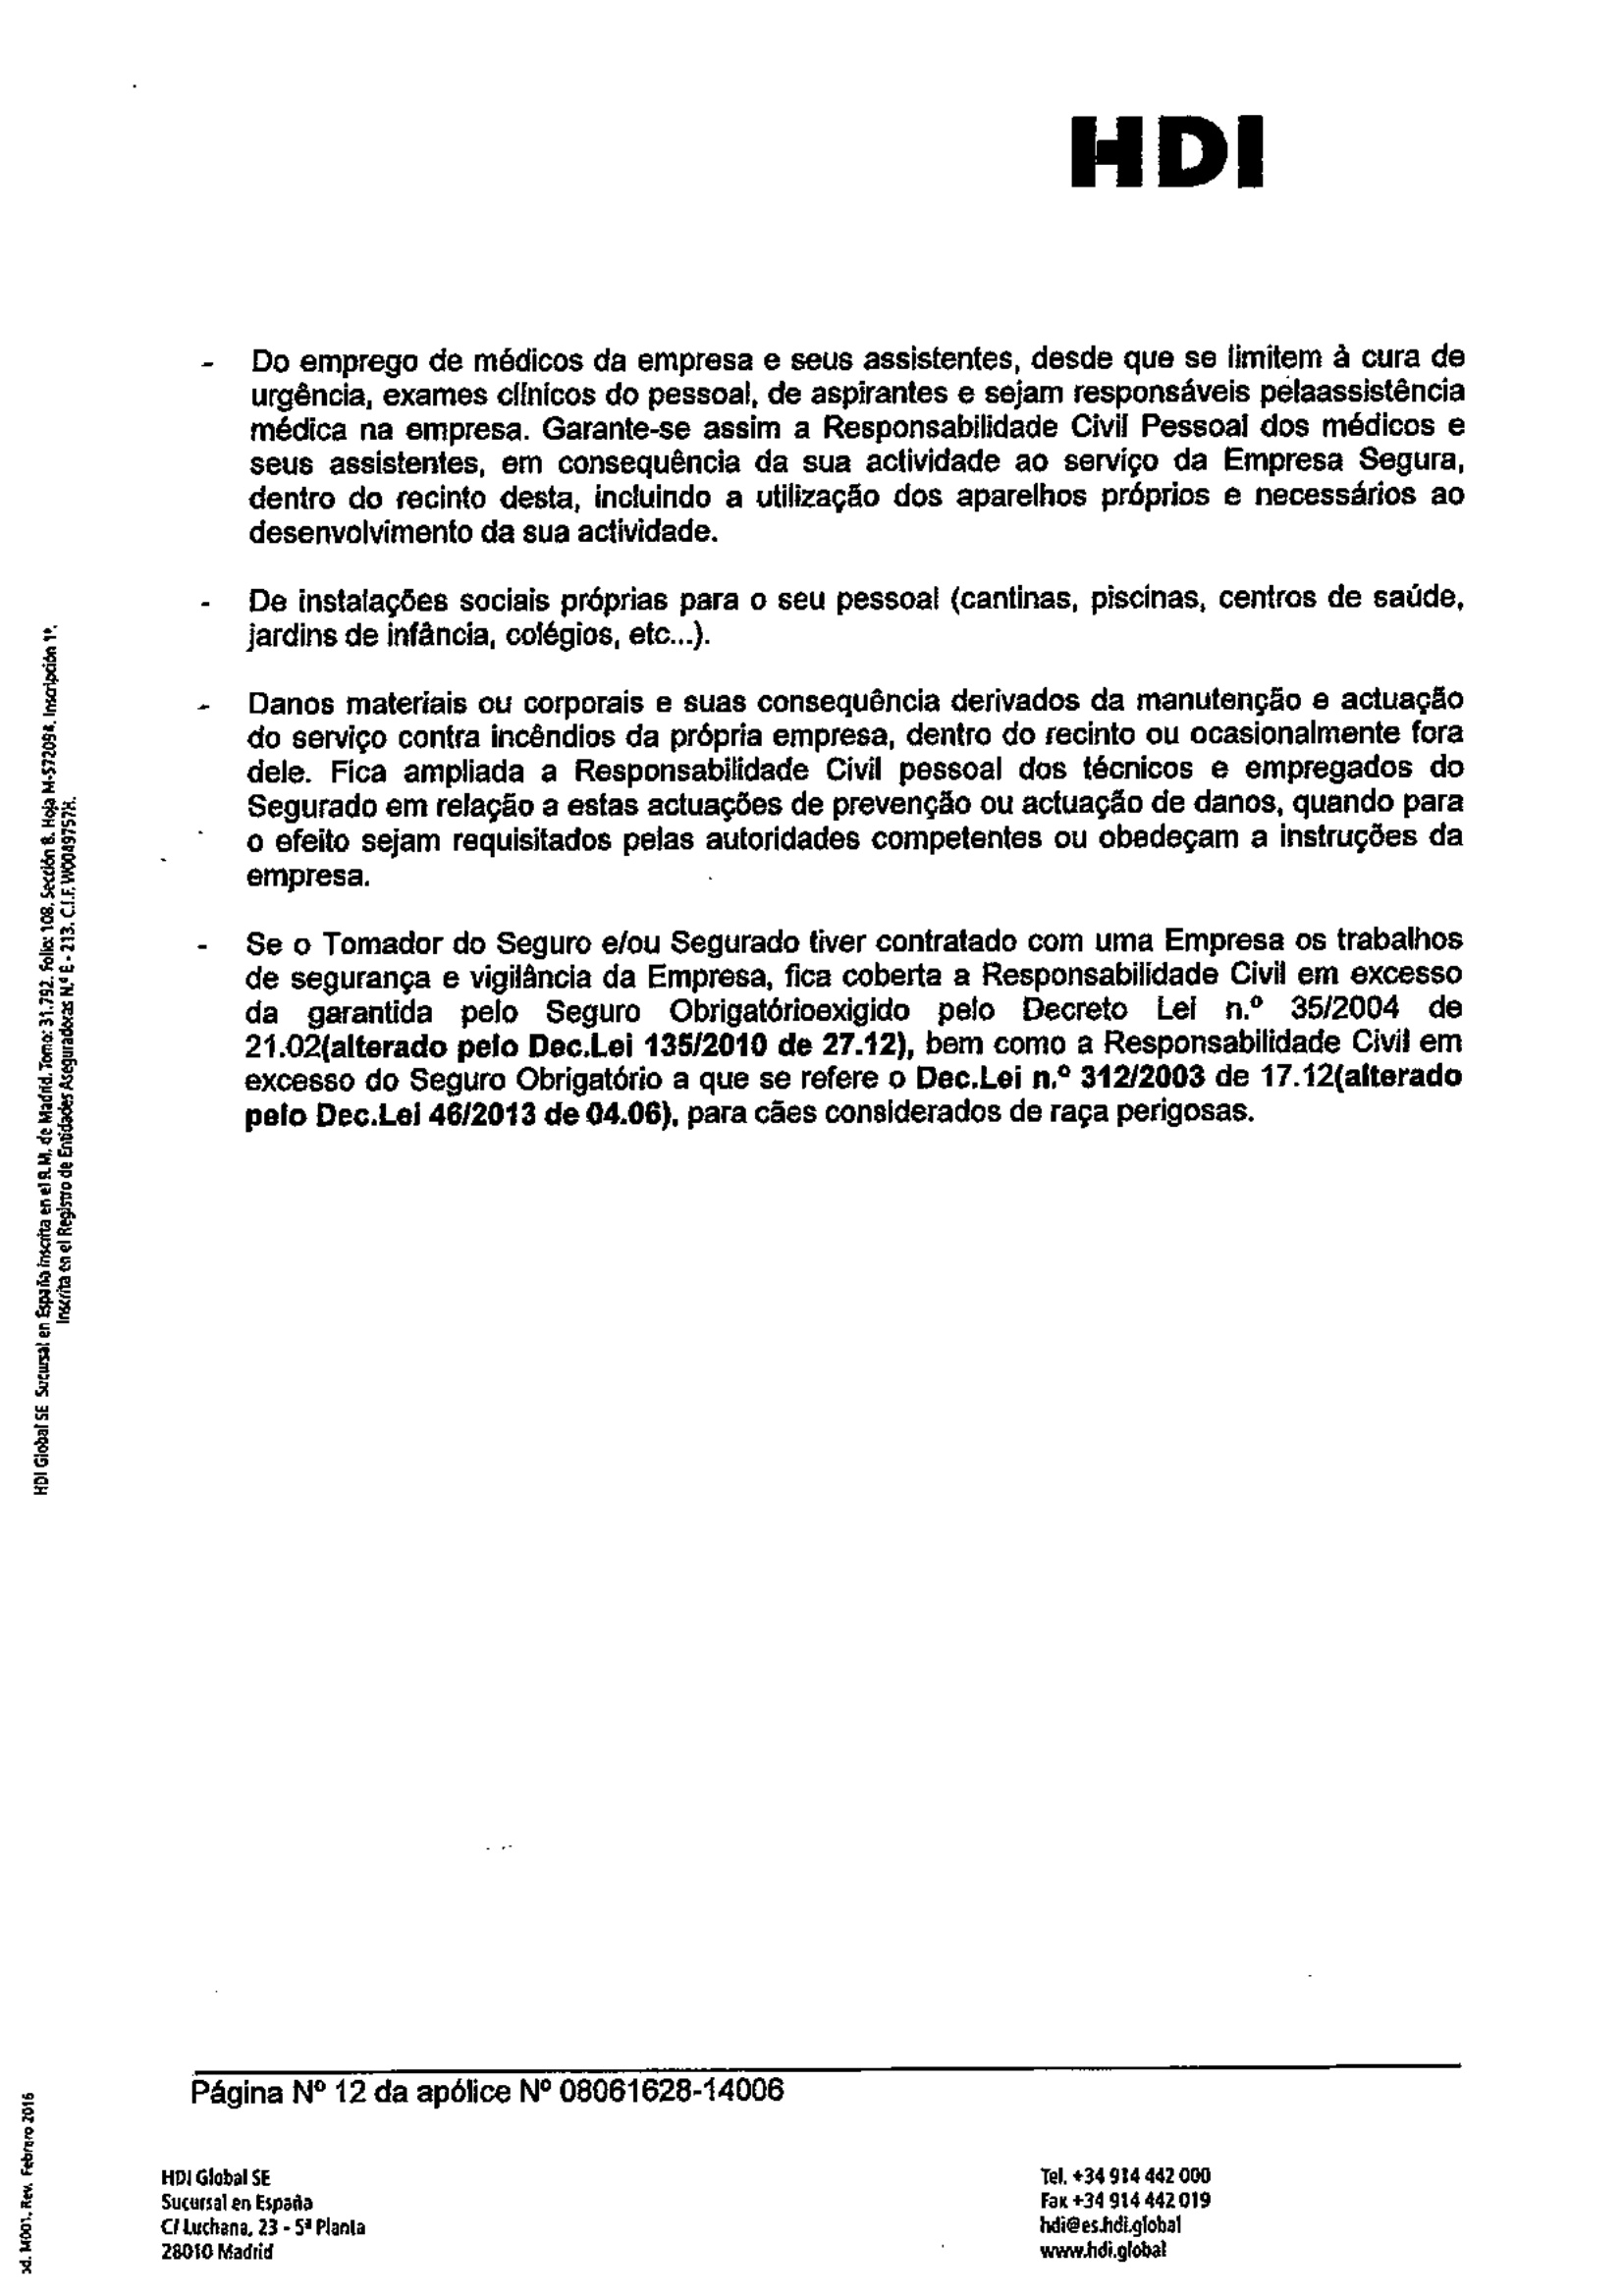 HDI
- Do emprego de médicos da empresa e seus assistentes, desde que se limitem à cura de
urgência, exames clínicos do pessoal, de aspirantes e sejam responsáveis pelaassistência
médica na empresa. Garante-se assim a Responsabilidade Civil Pessoal dos médicos e
seus assistentes, em consequência da sua actividade ao serviço da Empresa Segura,
dentro do recinto desta, incluindo a utilização dos aparelhos próprios e necessários ao
desenvolvimento da sua actividade.
- De instalações sociais próprias para o seu pessoal (cantinas, piscinas, centros de saúde,
jardins de infância, colégios, etc...).
- Danos materiais ou corporais e suas consequência derivados da manutenção e actuação
do serviço contra incêndios da própria empresa, dentro do recinto ou ocasionalmente fora
dele. Fica ampliada a Responsabilidade Civil pessoal dos técnicos e empregados do
Segurado em relação a estas actuações de prevenção ou actuação de danos, quando para
o efeito sejam requisitados pelas autoridades competentes ou obedeçam a instruções da
empresa.
- Se o Tomador do Seguro e/ou Segurado tiver contratado com uma Empresa os trabalhos
de segurança e vigilância da Empresa, fica coberta a Responsabilidade Civil em excesso
da garantida pelo Seguro Obrigatórioexigido pelo Decreto Lei n.º 35/2004 de
21.02(alterado pelo Dec.Lei 135/2010 de 27.12), bem como a Responsabilidade Civil em
excesso do Seguro Obrigatório a que se refere o Dec.Lei n.º 312/2003 de 17.12(alterado
pelo Dec.Lei 46/2013 de 04.06), para cães considerados de raça perigosas.
HDI Global SE Sucursal en España inscrita en el R.M. de Madrid. Tomo: 31.792. Folio: 108. Sección 8. Hoja M-572094. Inscripción 1ª.
Inscrita en el Registro de Entidades Aseguradoras N.º E - 213. C.I.F. W0049757H.
Página Nº 12 da apólice Nº 08061628-14006
HDI Global SE
Sucursal en España
C/ Luchana, 23 - 5ª Planta
28010 Madrid
Tel. +34 914 442 000
Fax +34 914 442 019
hdi@es.hdi.global
www.hdi.global
od. M001. Rev. Febrero 2016